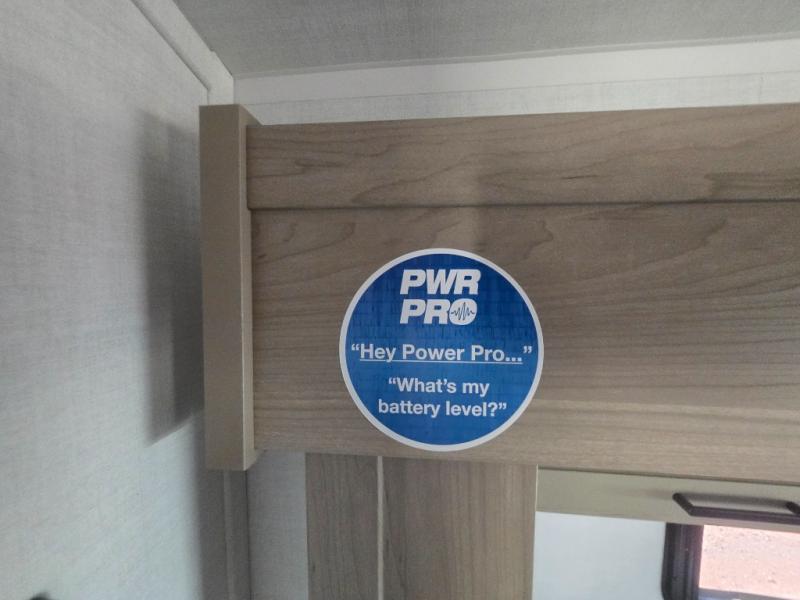 PWR
PRO
“Hey Power Pro...”
“What's my
battery level?”